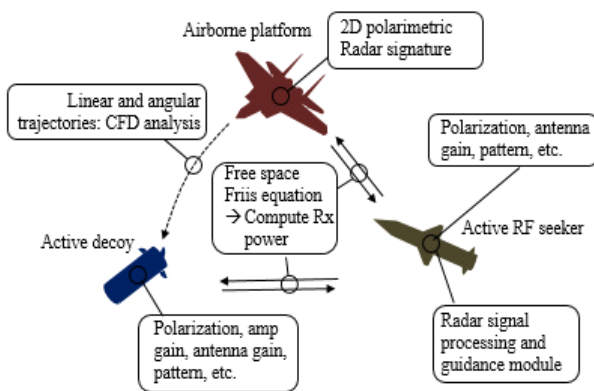 Airborne platform
2D polarimetric
Radar signature
Linear and angular
trajectories: CFD analysis
Polarization, antenna
gain, pattern, etc.
Free space
Friis equation
→ Compute Rx
power
Active decoy
Active RF seeker
Polarization, amp
gain, antenna gain,
pattern, etc.
Radar signal
processing and
guidance module